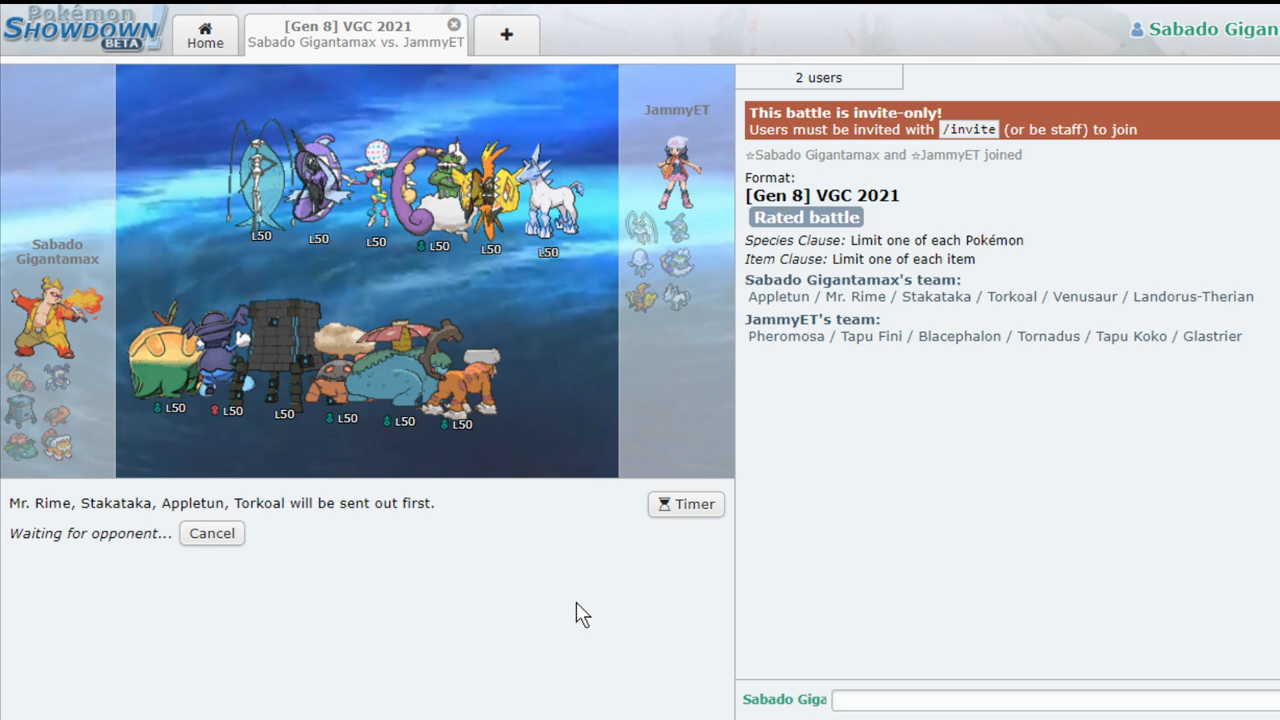 Pokémon
SHOWDOWN!
BETA
Home
[Gen 8] VGC 2021
Sabado Gigantamax vs. JammyET
Sabado Gigan
2 users
JammyET
L50
L50
L50
L50
L50
L50
Sabado
Gigantamax
L50
L50
L50
L50
L50
L50
This battle is invite-only!
Users must be invited with /invite (or be staff) to join
☆Sabado Gigantamax and ☆JammyET joined
Format:
[Gen 8] VGC 2021
Rated battle
Species Clause: Limit one of each Pokémon
Item Clause: Limit one of each item
Sabado Gigantamax's team:
Appletun / Mr. Rime / Stakataka / Torkoal / Venusaur / Landorus-Therian
JammyET's team:
Pheromosa / Tapu Fini / Blacephalon / Tornadus / Tapu Koko / Glastrier
Mr. Rime, Stakataka, Appletun, Torkoal will be sent out first.
Timer
Waiting for opponent... Cancel
Sabado Giga